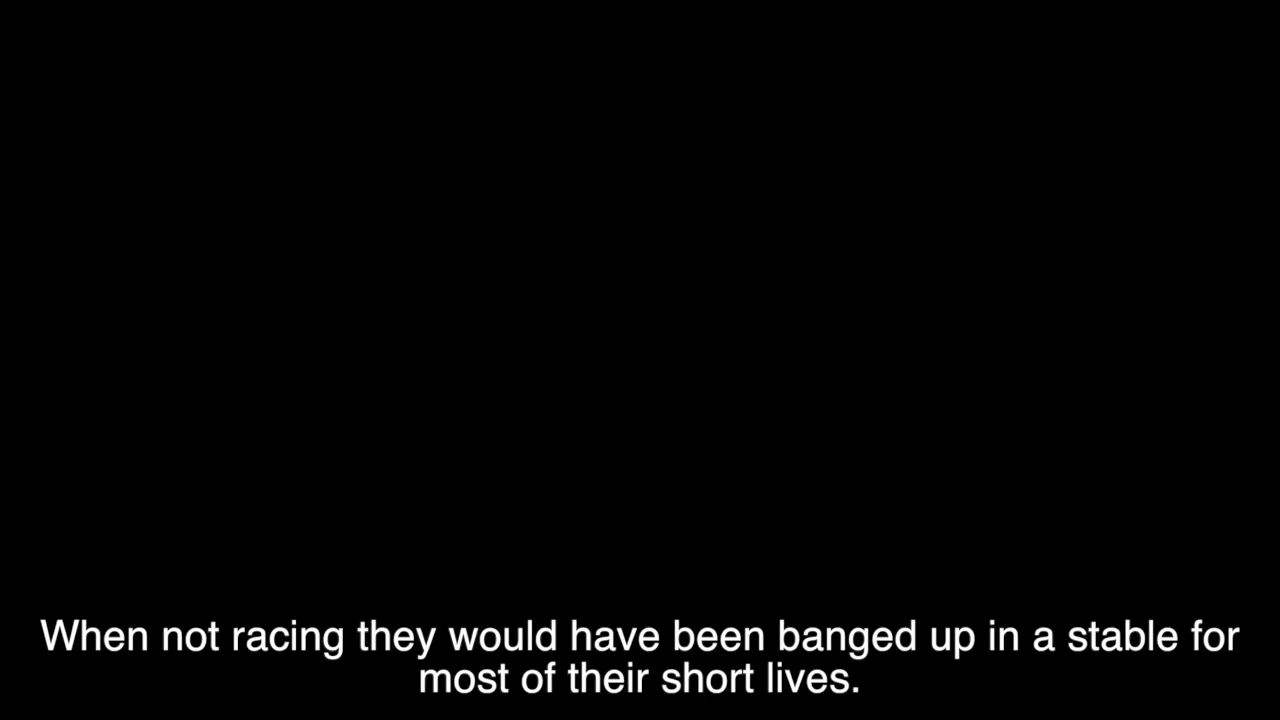 When not racing they would have been banged up in a stable for
most of their short lives.